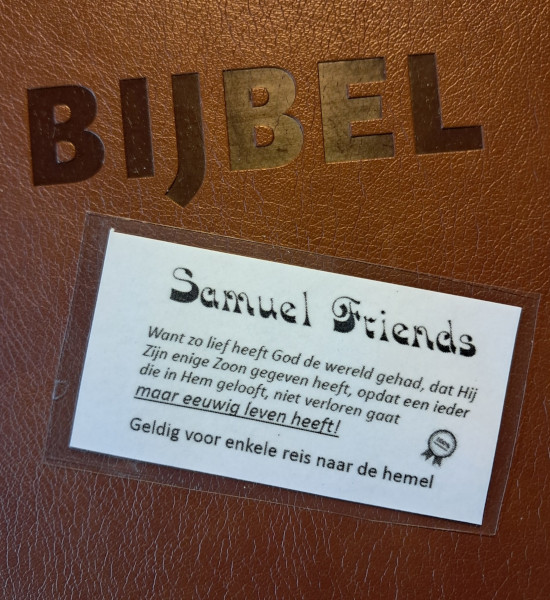 BIJBEL
Samuel Friends
Want zo lief heeft God de wereld gehad, dat Hij
Zijn enige Zoon gegeven heeft, opdat een ieder
die in Hem gelooft, niet verloren gaat
maar eeuwig leven heeft!
100%
Geldig voor enkele reis naar de hemel